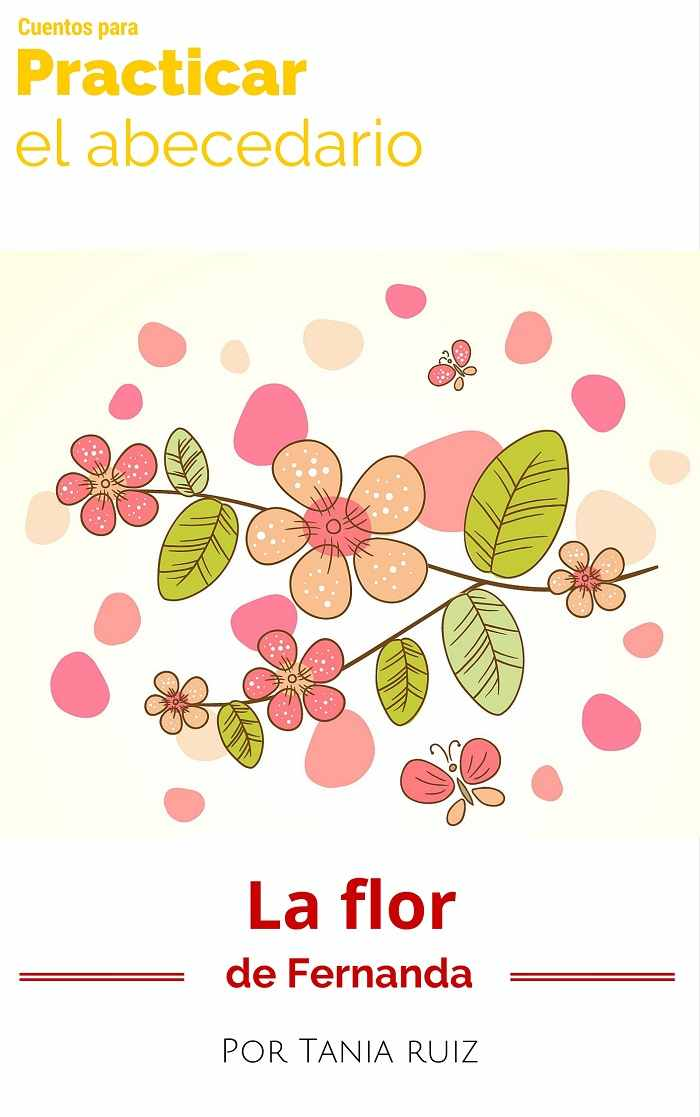 Cuentos para
Practicar
el abecedario
La flor
de Fernanda
Por Tania ruiz